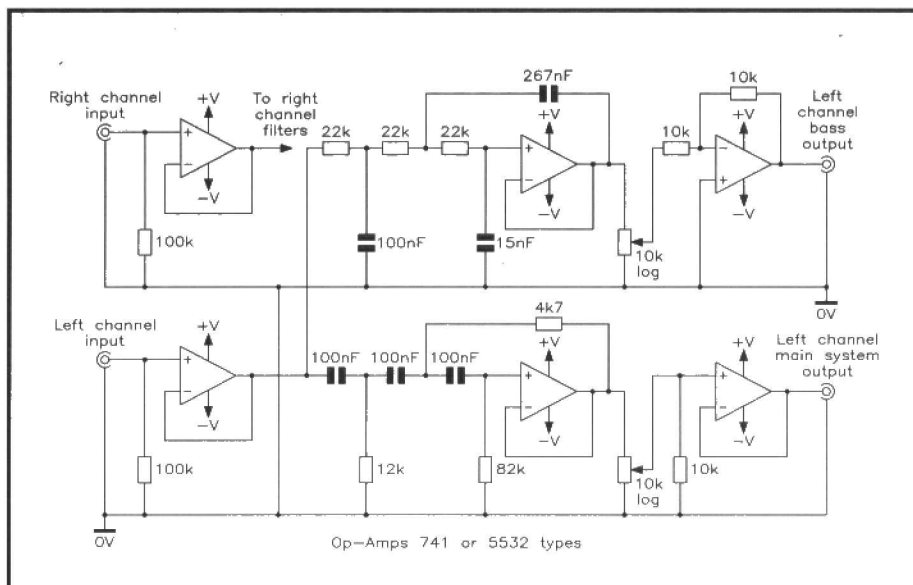 Right channel
input
+V
To right
channel
filters
+
−
−V
100k
22k
22k
22k
267nF
100nF
15nF
+V
+
−
−V
10k
log
10k
10k
+V
−
+
−V
Left
channel
bass
output
0V
Left channel
input
+V
+
−
−V
100k
0V
100nF
100nF
100nF
12k
82k
4k7
+V
+
−
−V
10k
log
10k
+V
+
−
−V
Left channel
main system
output
Op-Amps 741 or 5532 types